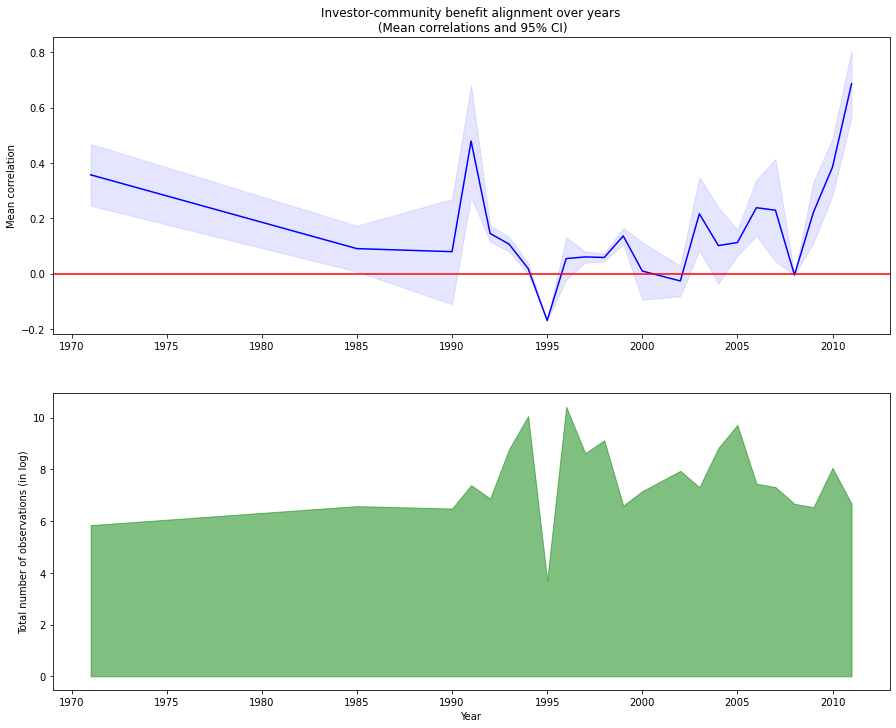 Investor-community benefit alignment over years
(Mean correlations and 95% CI)
Mean correlation
0.8
0.6
0.4
0.2
0.0
−0.2
1970 1975 1980 1985 1990 1995 2000 2005 2010
Total number of observations (in log)
10
8
6
4
2
0
1970 1975 1980 1985 1990 1995 2000 2005 2010
Year